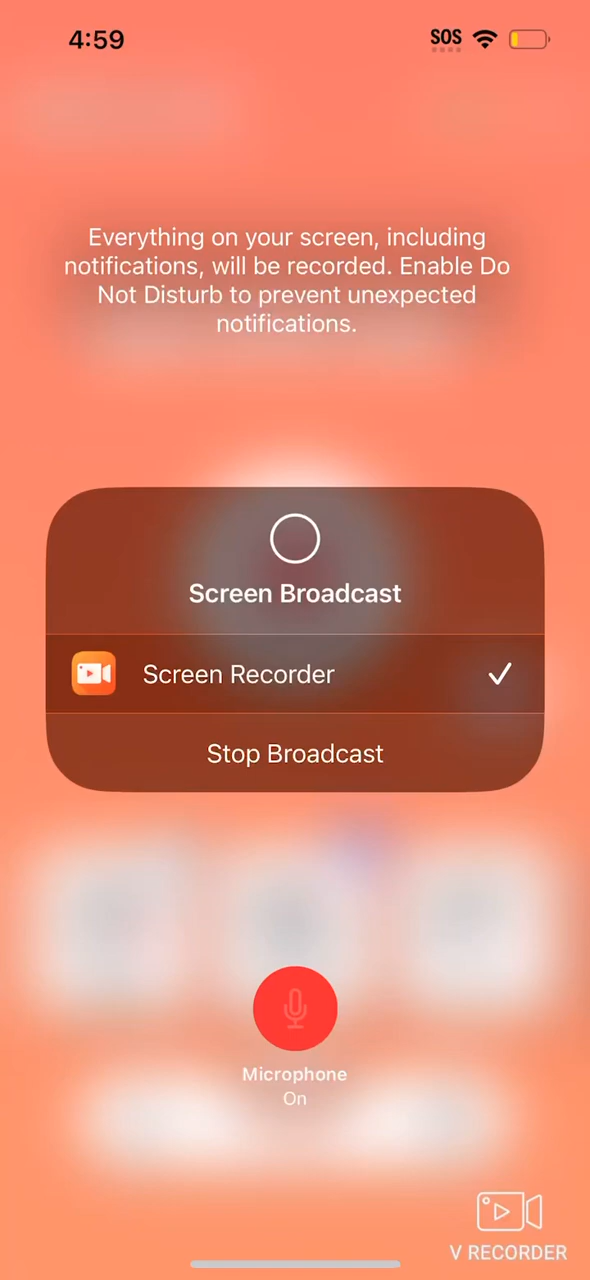 4:59
SOS
Everything on your screen, including
notifications, will be recorded. Enable Do
Not Disturb to prevent unexpected
notifications.
Screen Broadcast
Screen Recorder
Stop Broadcast
Microphone
On
V RECORDER